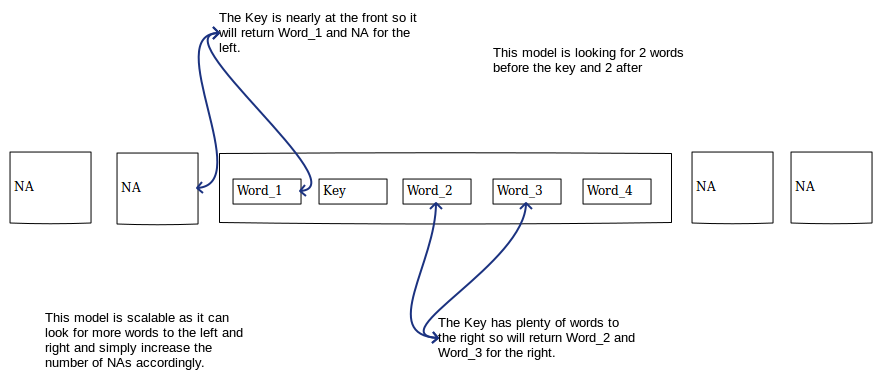 The Key is nearly at the front so it
will return Word_1 and NA for the
left.
This model is looking for 2 words
before the key and 2 after
NA
NA
Word_1
Key
Word_2
Word_3
Word_4
NA
NA
This model is scalable as it can
look for more words to the left and
right and simply increase the
number of NAs accordingly.
The Key has plenty of words to
the right so will return Word_2 and
Word_3 for the right.